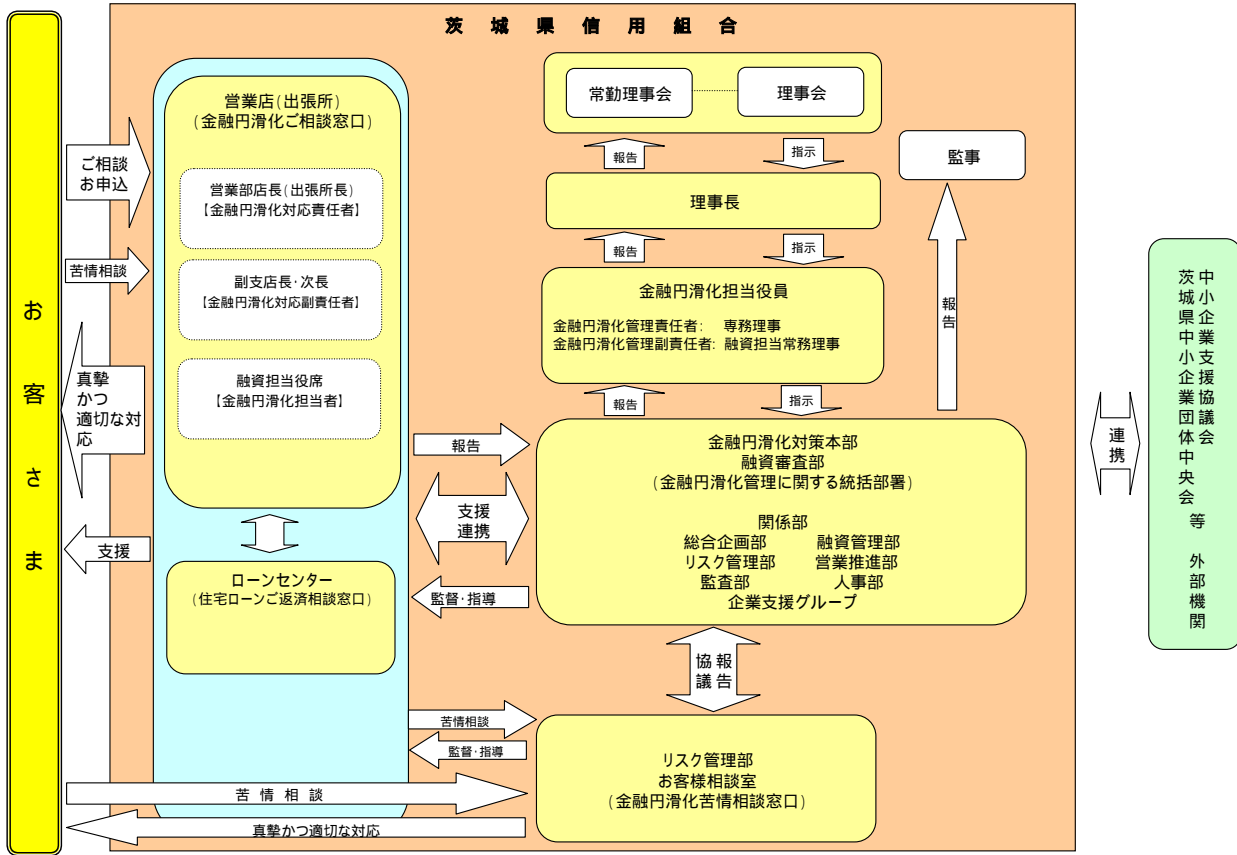 茨城県信用組合
お客さま
ご相談
お申込
苦情相談
真摯
かつ
適切な対
応
支援
営業店(出張所)
(金融円滑化ご相談窓口)
営業部店長(出張所長)
【金融円滑化対応責任者】
副支店長・次長
【金融円滑化対応副責任者】
融資担当役席
【金融円滑化担当者】
ローンセンター
(住宅ローンご返済相談窓口)
常勤理事会
理事会
報告
指示
理事長
報告
指示
監事
報告
金融円滑化担当役員
金融円滑化管理責任者: 専務理事
金融円滑化管理副責任者: 融資担当常務理事
報告
指示
報告
支援
連携
監督・指導
金融円滑化対策本部
融資審査部
(金融円滑化管理に関する統括部署)
関係部
総合企画部 融資管理部
リスク管理部 営業推進部
監査部 人事部
企業支援グループ
報告
協議
苦情相談
監督・指導
リスク管理部
お客様相談室
(金融円滑化苦情相談窓口)
苦情相談
真摯かつ適切な対応
連携
中小企業支援協議会
茨城県中小企業団体中央会 等 外部機関